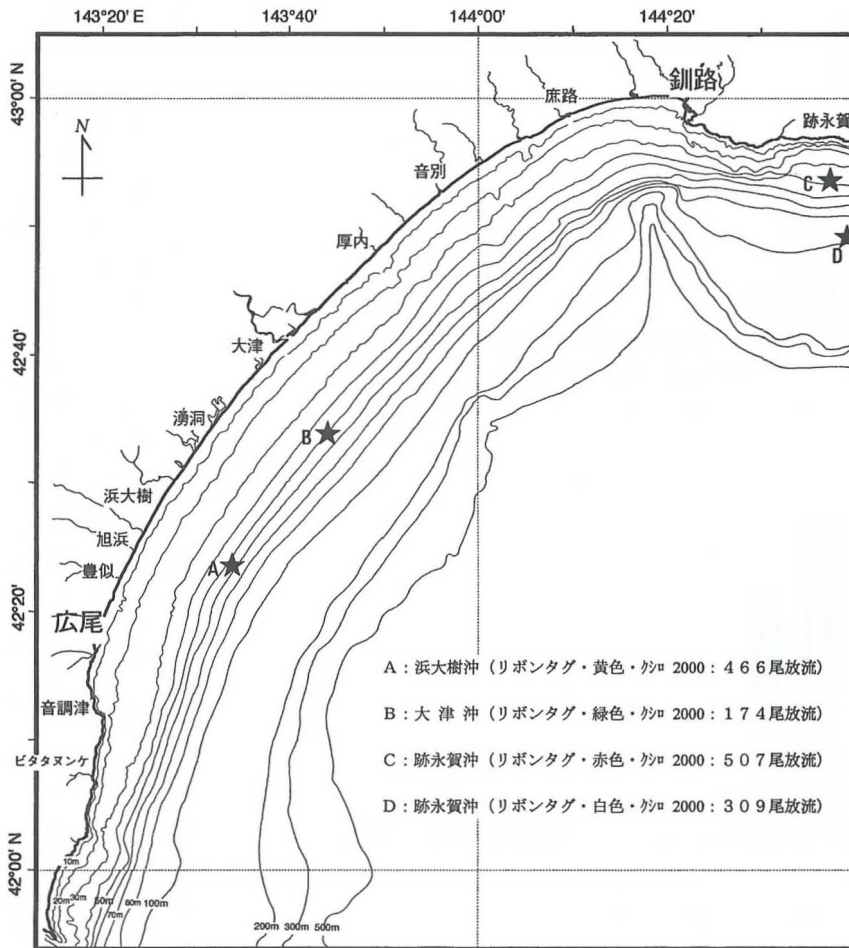 143°20' E
143°40'
144°00'
144°20'
43°00' N
釧路
庶路
跡永賀
N
音別
C
厚内
D
42°40'
大津
湧洞
B
浜大樹
旭浜
A
豊似
42°20'
広尾
A：浜大樹沖（リボンタグ・黄色・ｸｼﾛ 2000：４６６尾放流）
音調津
B：大 津 沖（リボンタグ・緑色・ｸｼﾛ 2000：１７４尾放流）
ビタタヌンケ
C：跡永賀沖（リボンタグ・赤色・ｸｼﾛ 2000：５０７尾放流）
D：跡永賀沖（リボンタグ・白色・ｸｼﾛ 2000：３０９尾放流）
42°00' N
10m
20m 30m 50m 80m 100m
70m
200m 300m 500m